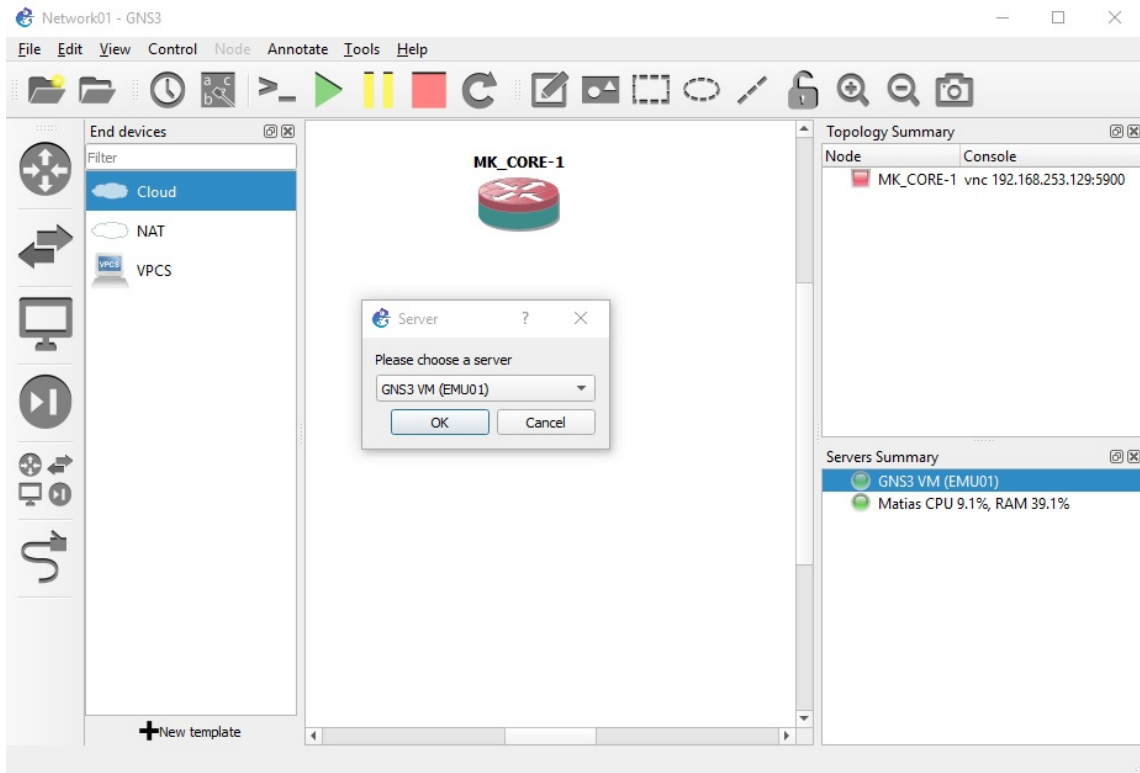 Network01 - GNS3
File Edit View Control Node Annotate Tools Help
End devices
Filter
Cloud
NAT
VPCS
VPCS
New template
MK_CORE-1
Server ?
Please choose a server
GNS3 VM (EMU01)
OK Cancel
Topology Summary
Node Console
MK_CORE-1 vnc 192.168.253.129:5900
Servers Summary
GNS3 VM (EMU01)
Matias CPU 9.1%, RAM 39.1%